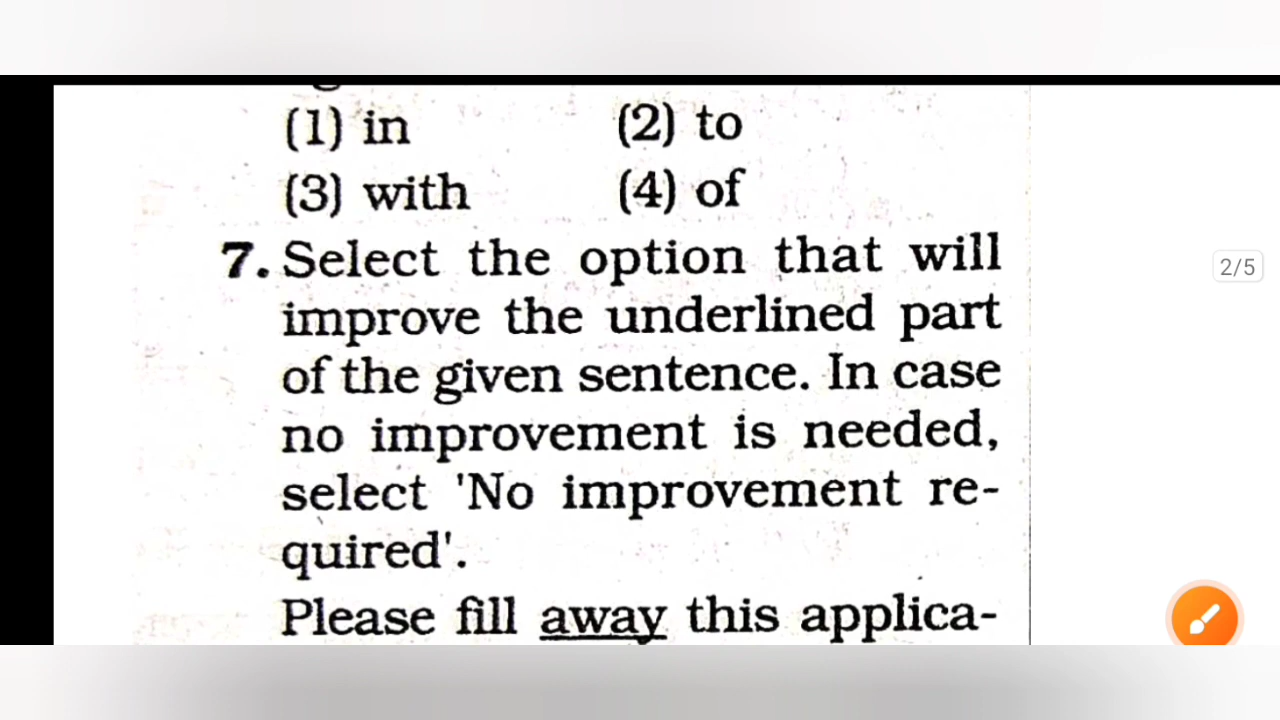 (1) in (2) to
(3) with (4) of
7. Select the option that will
improve the underlined part
of the given sentence. In case
no improvement is needed,
select 'No improvement re-
quired'.
Please fill away this applica-
2/5